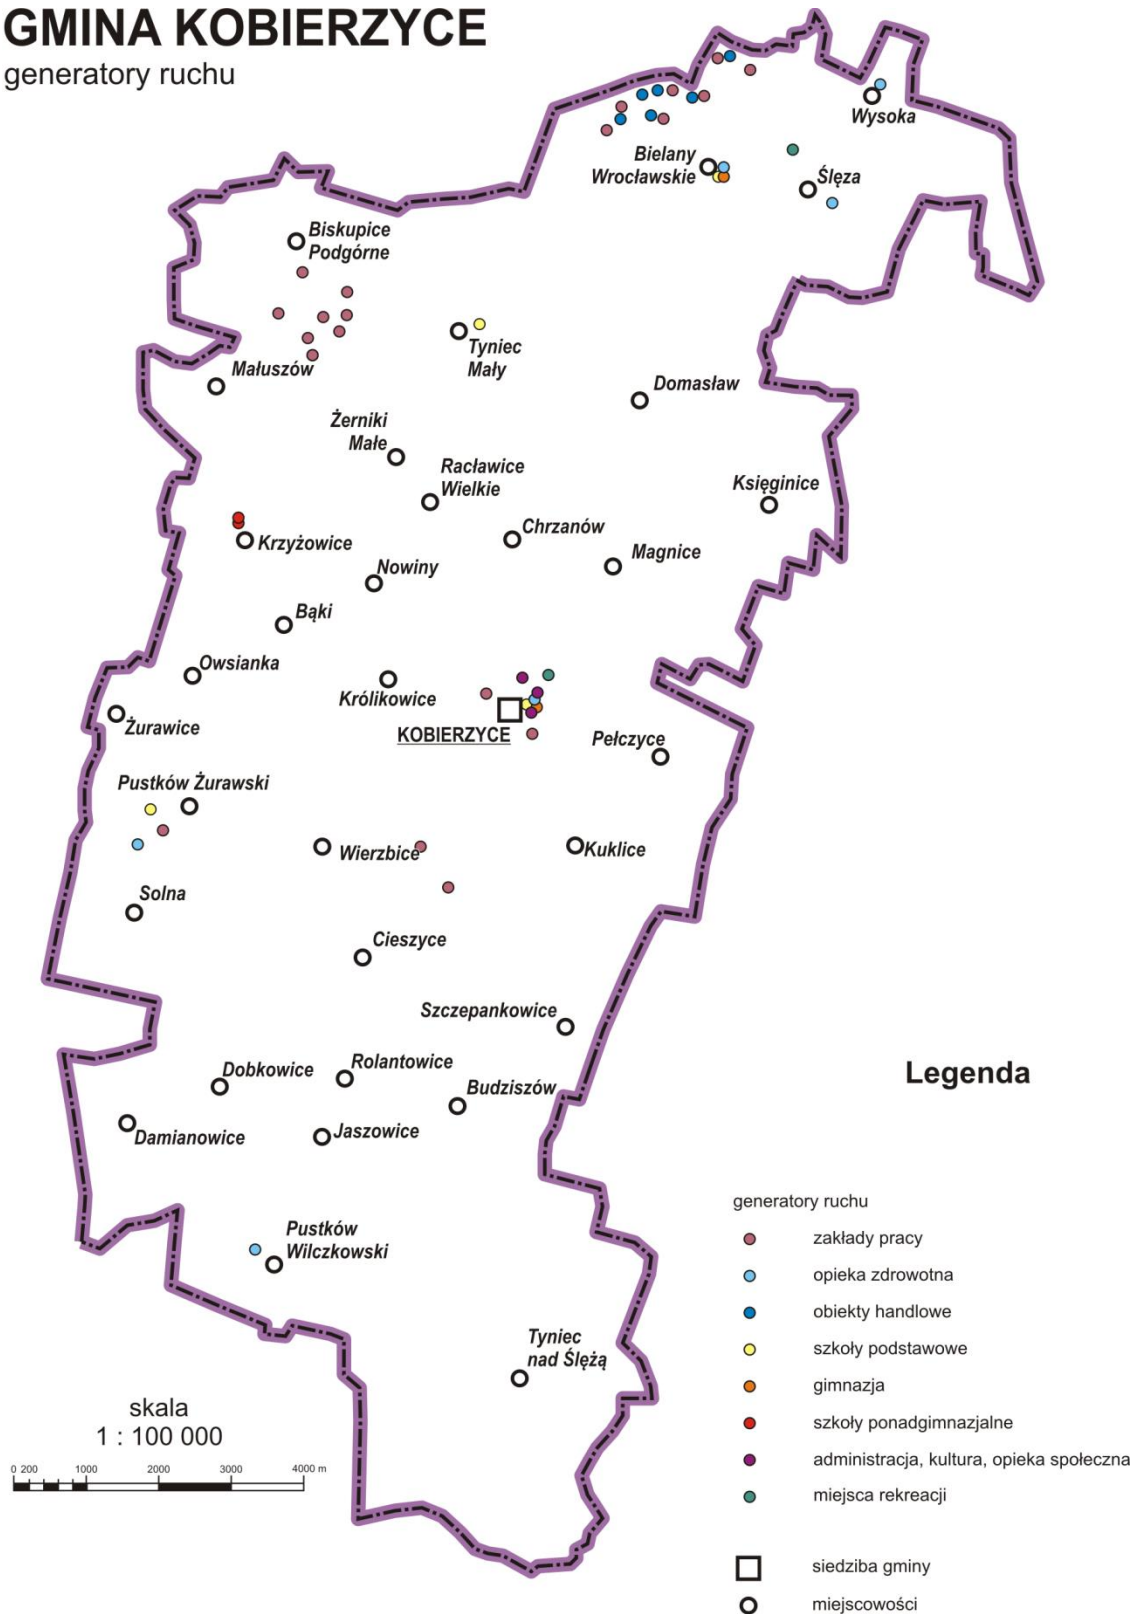 GMINA KOBIERZYCE
generatory ruchu
Wysoka
Bielany
Wrocławskie
Ślęza
Biskupice
Podgórne
Tyniec
Mały
Małuszów
Domasław
Żerniki
Małe
Racławice
Wielkie
Księginice
Krzyżowice
Chrzanów
Magnice
Nowiny
Bąki
Owsianka
Królikowice
Żurawice
KOBIERZYCE
Pełczyce
Pustków Żurawski
Wierzbice
Kuklice
Solna
Cieszyce
Szczepankowice
Dobkowice
Rolantowice
Budziszów
Damianowice
Jaszowice
Pustków
Wilczkowski
Tyniec
nad Ślężą
skala
1 : 100 000
0 200 1000 2000 3000 4000 m
Legenda
generatory ruchu
zakłady pracy
opieka zdrowotna
obiekty handlowe
szkoły podstawowe
gimnazja
szkoły ponadgimnazjalne
administracja, kultura, opieka społeczna
miejsca rekreacji
siedziba gminy
miejscowości